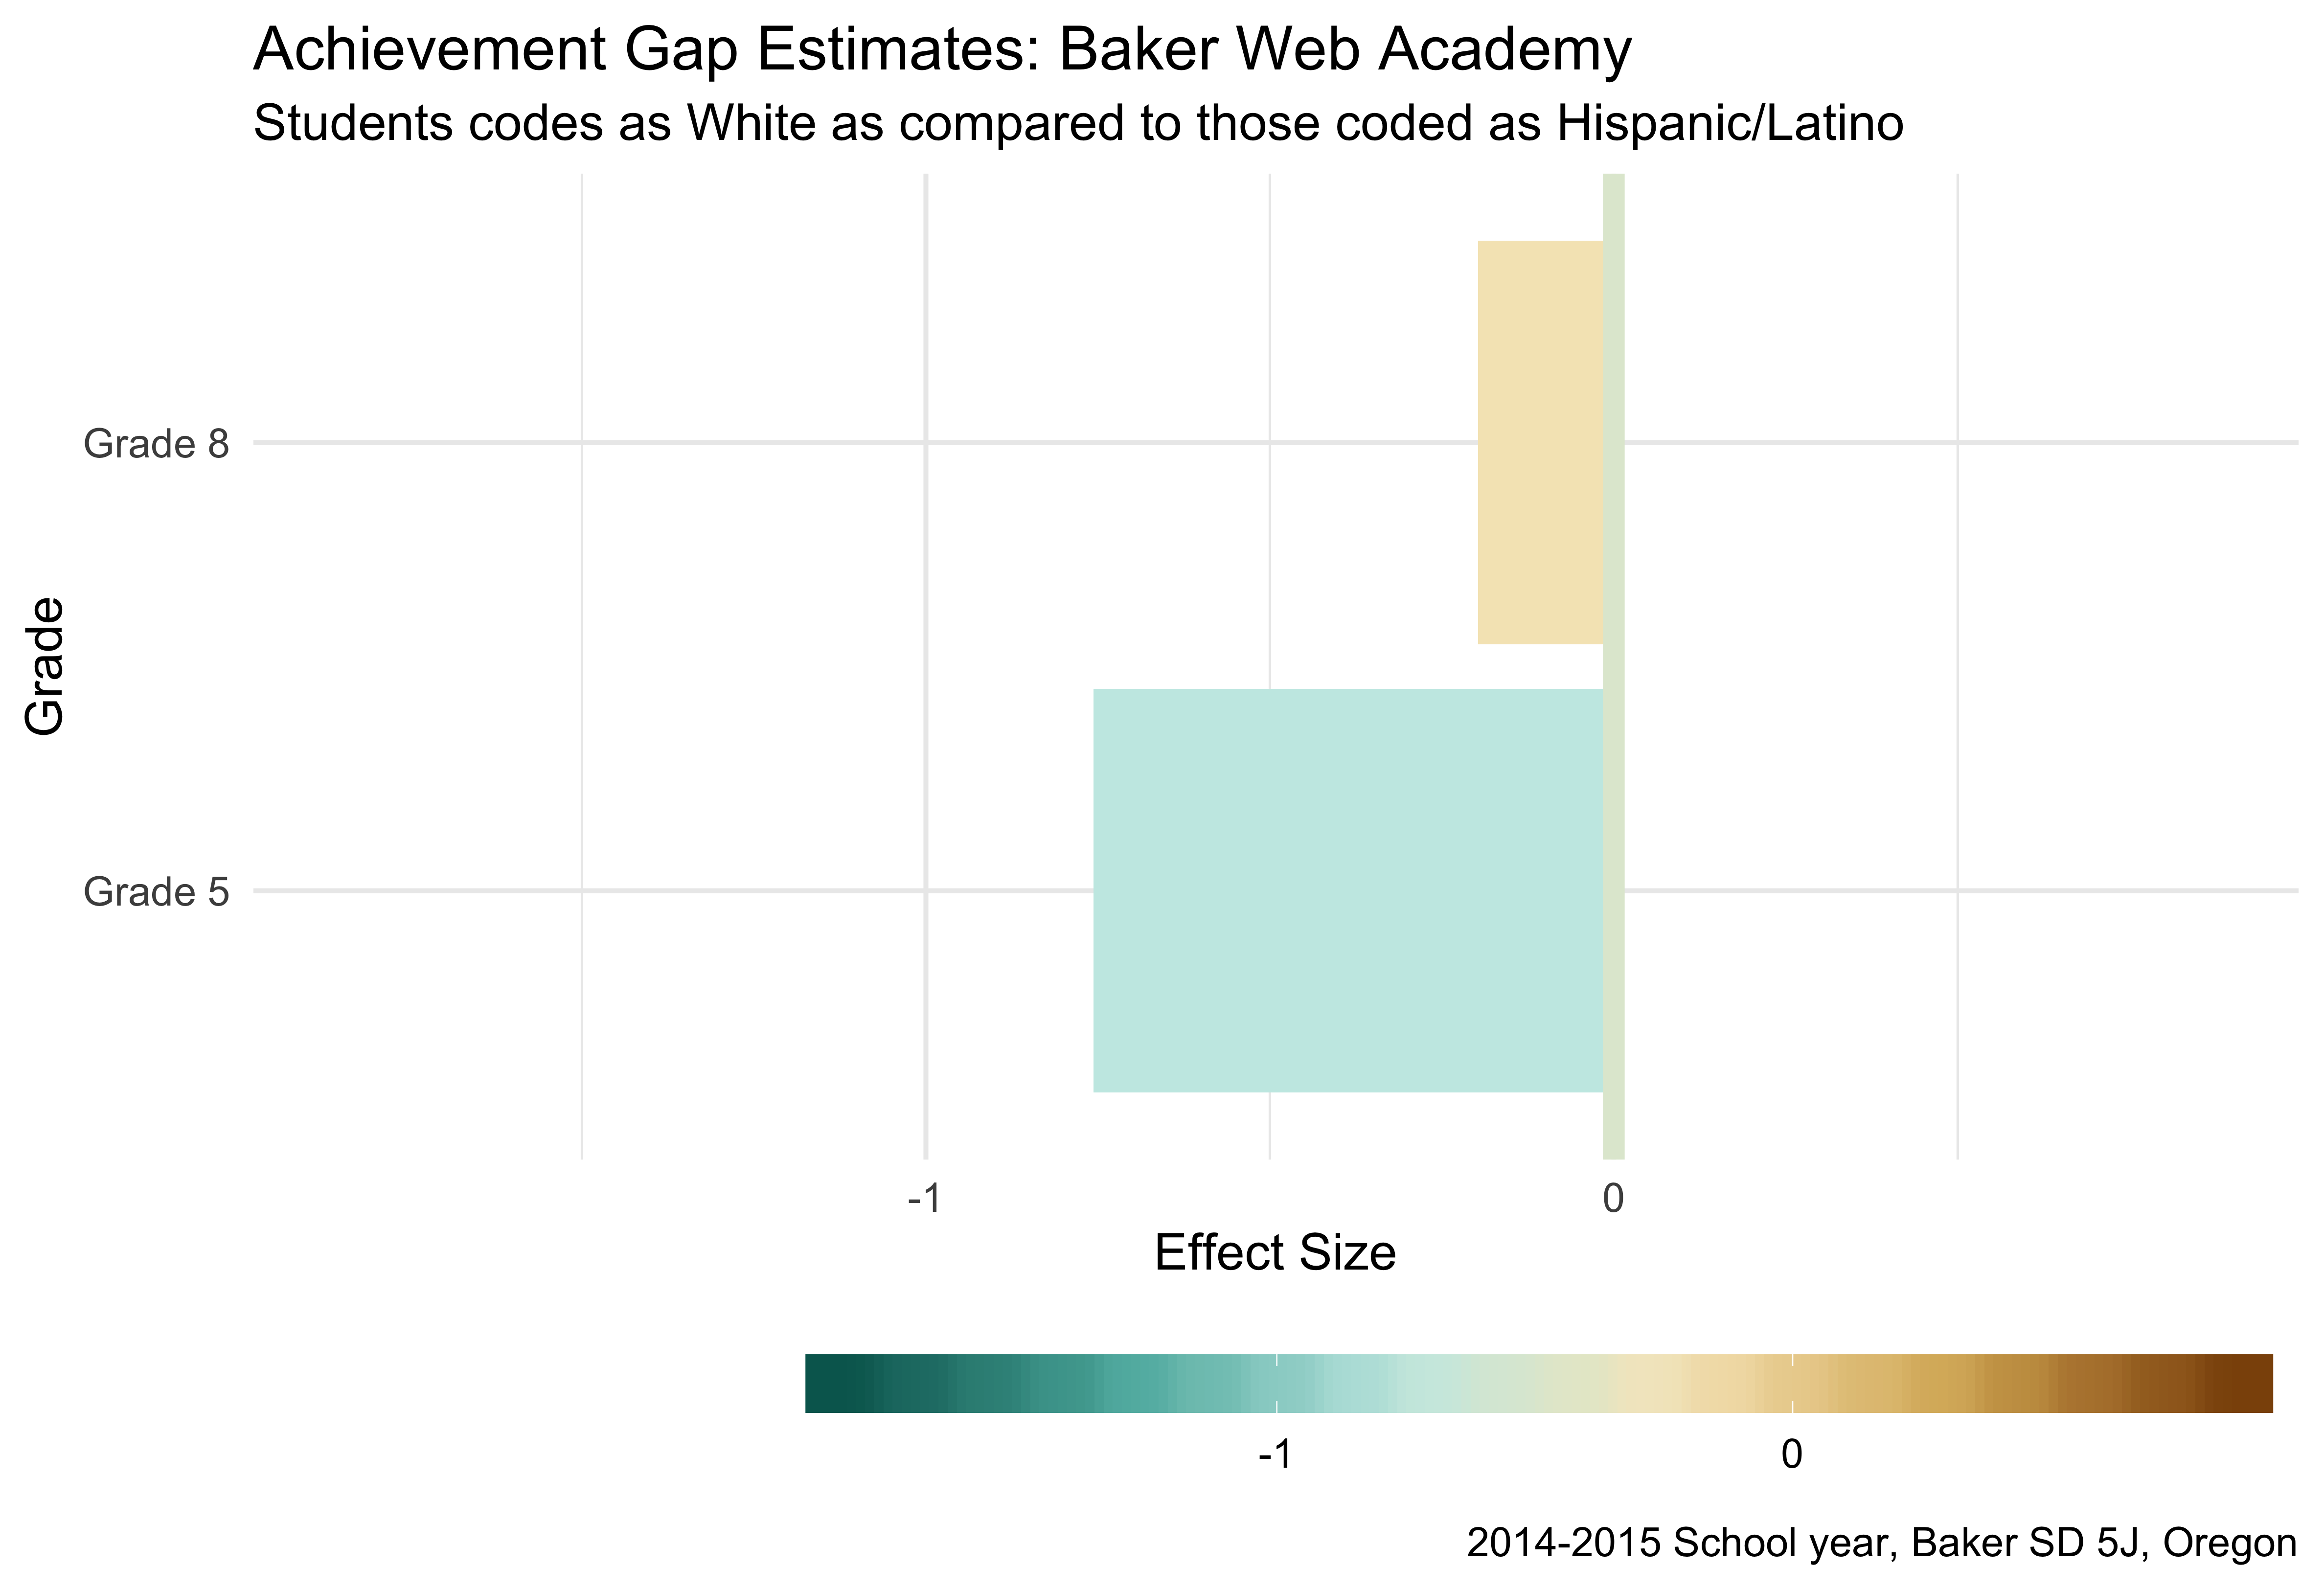 Achievement Gap Estimates: Baker Web Academy
Students codes as White as compared to those coded as Hispanic/Latino
Grade
Grade 8
Grade 5
-1 0
Effect Size
-1 0
2014-2015 School year, Baker SD 5J, Oregon